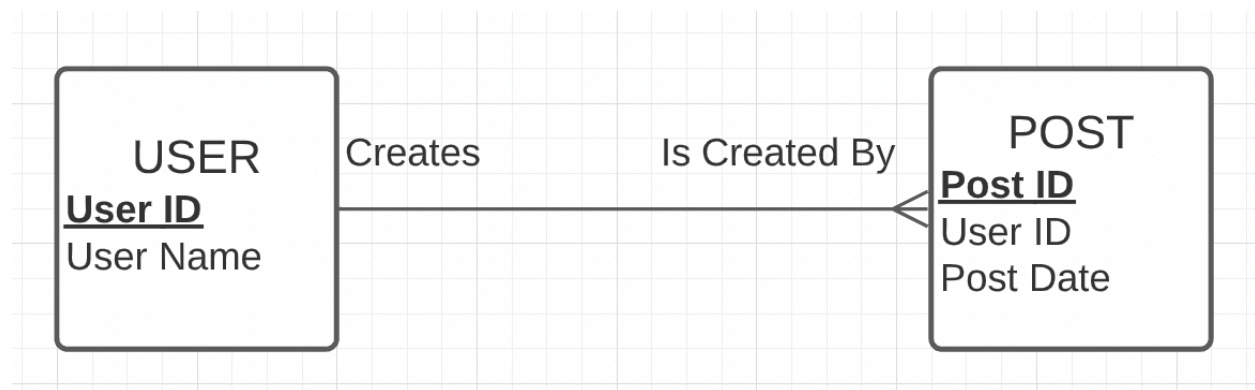 USER
User ID
User Name
Creates
Is Created By
POST
Post ID
User ID
Post Date